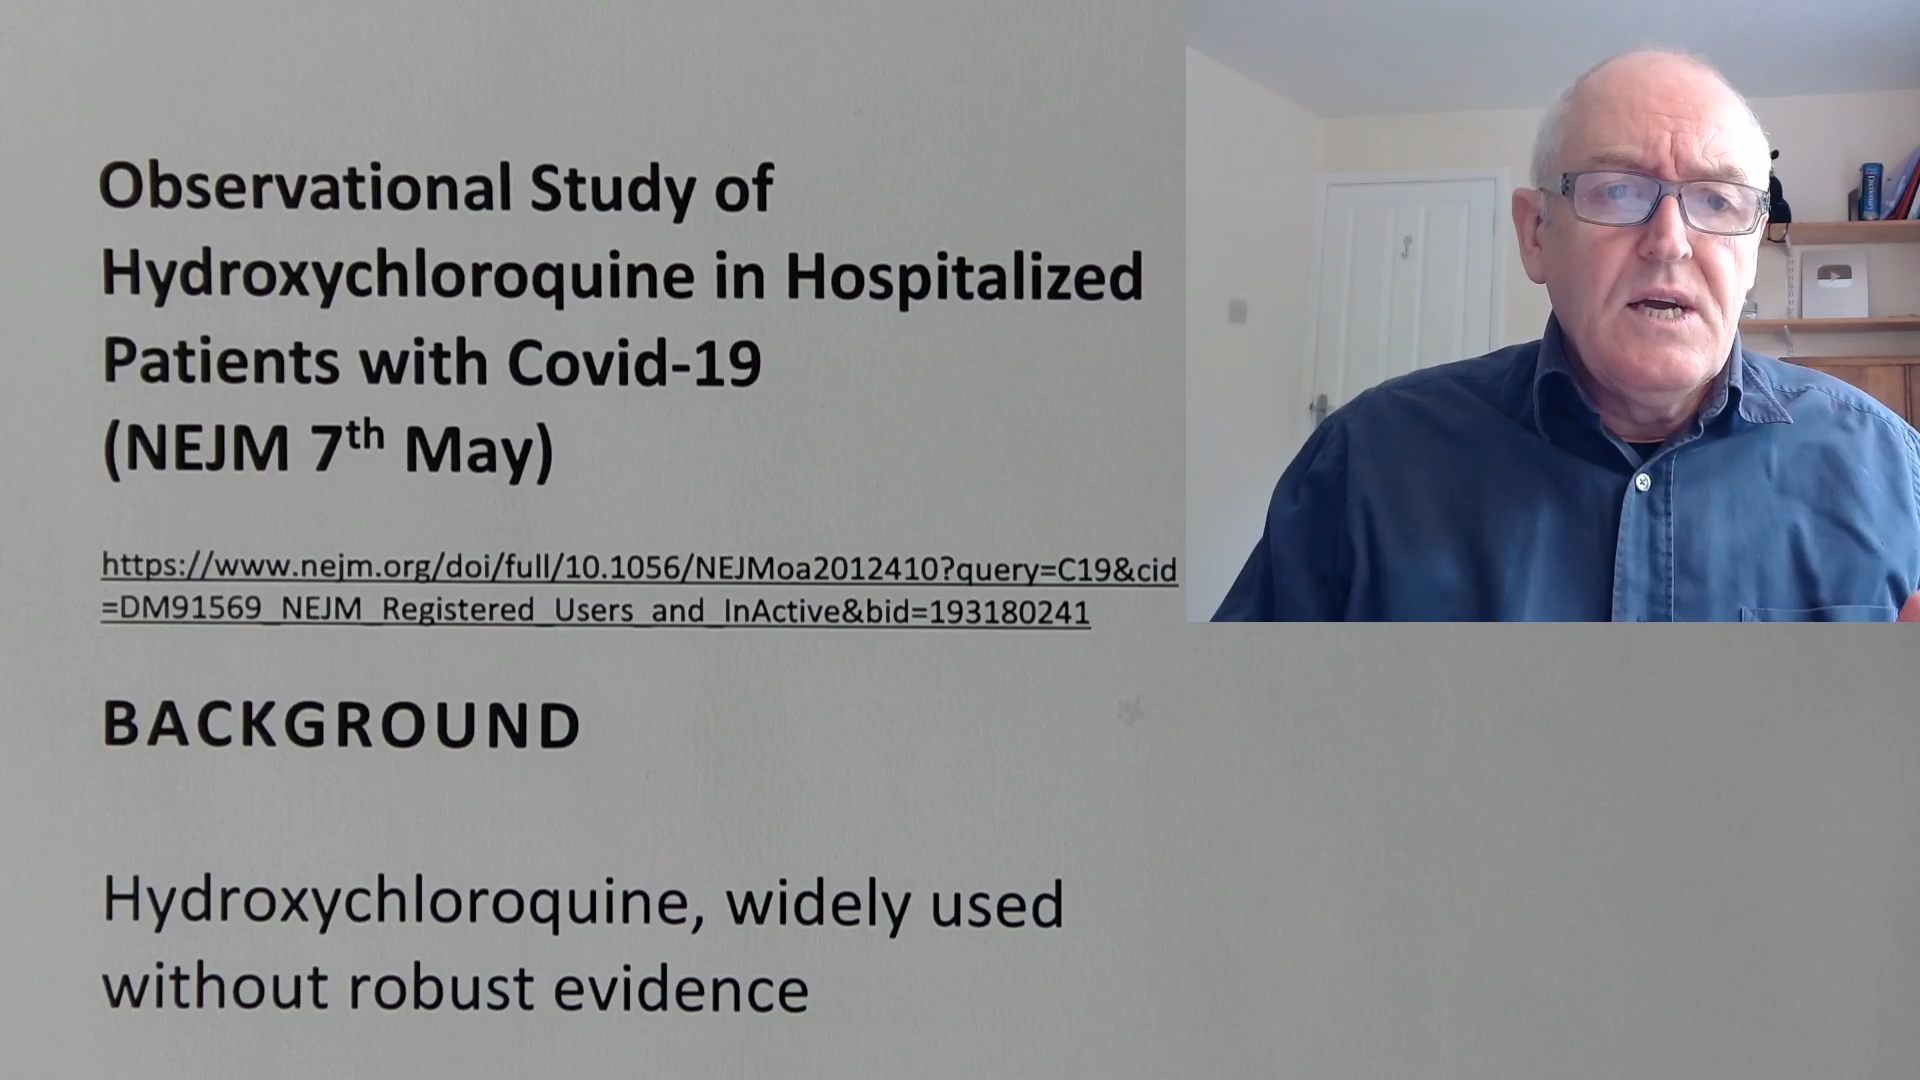 Observational Study of
Hydroxychloroquine in Hospitalized
Patients with Covid-19
(NEJM 7th May)
https://www.nejm.org/doi/full/10.1056/NEJMoa2012410?query=C19&cid
=DM91569_NEJM_Registered_Users_and_InActive&bid=193180241
BACKGROUND
Hydroxychloroquine, widely used
without robust evidence
Dictionary